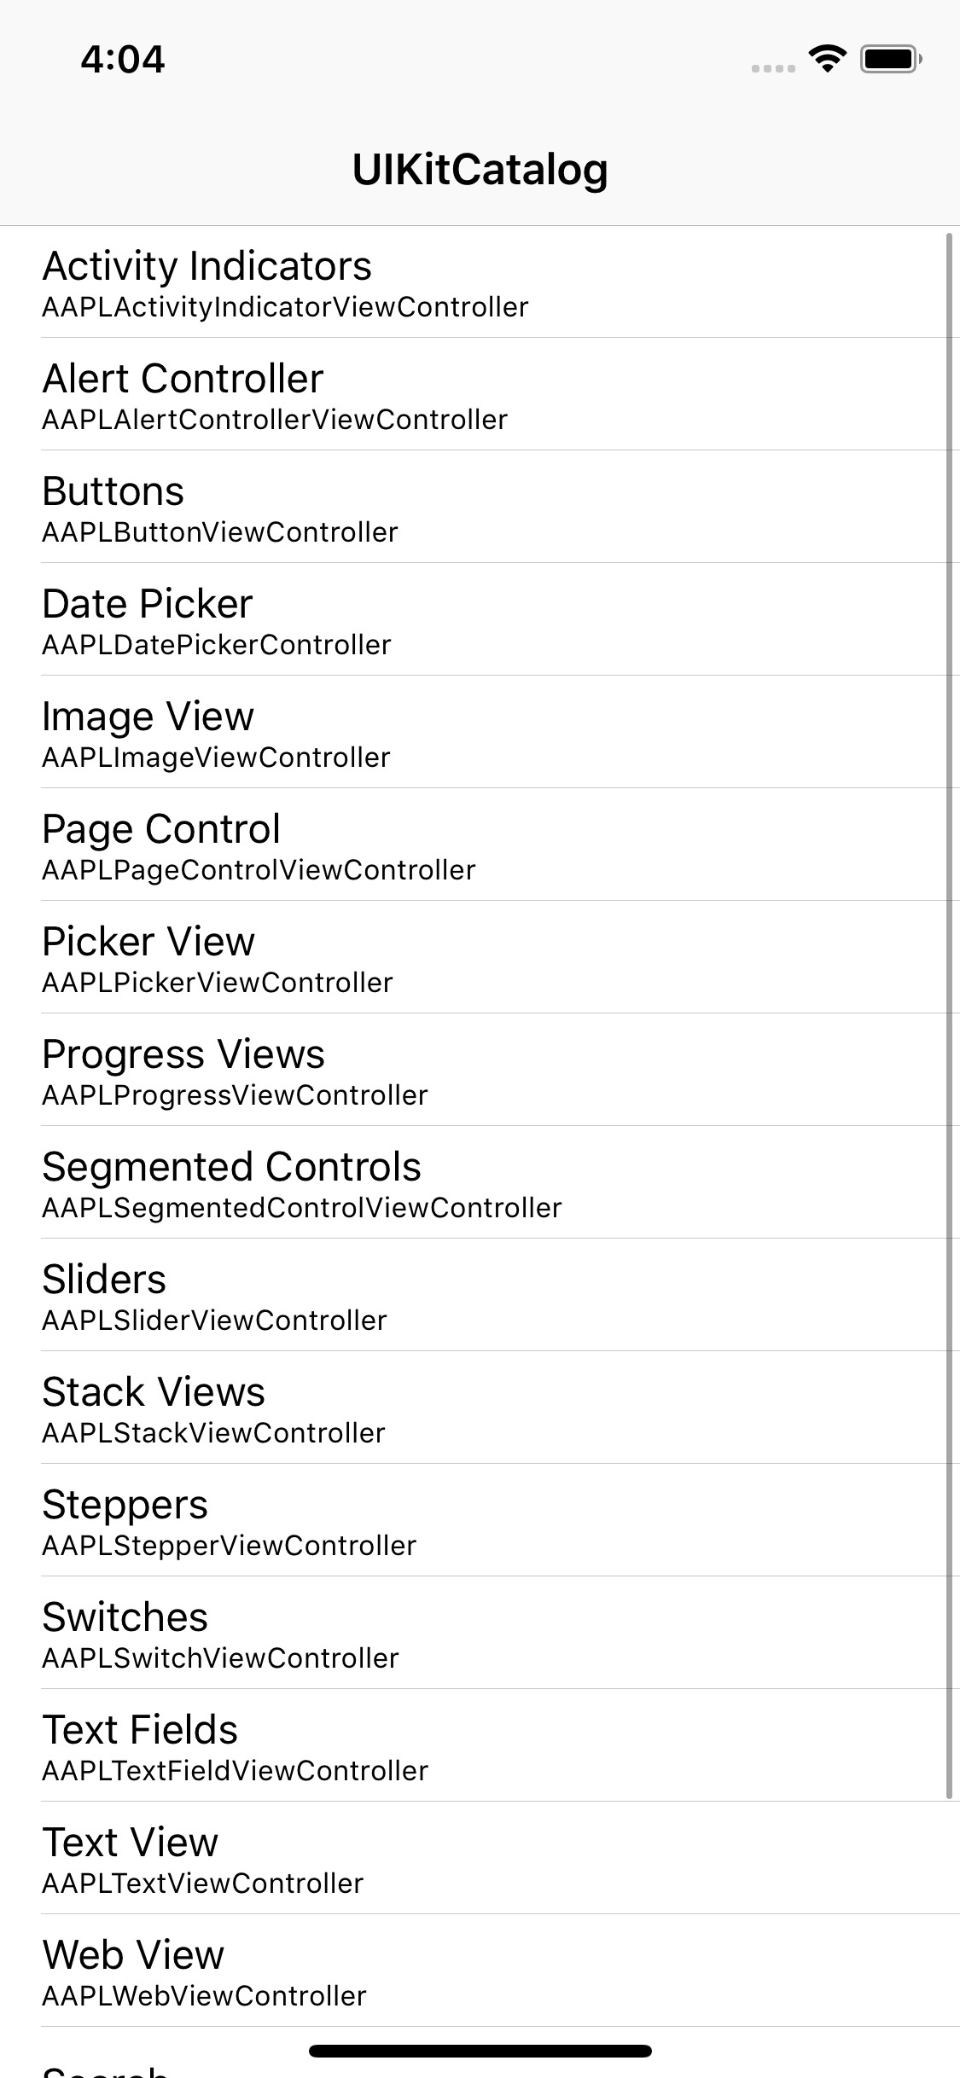 4:04
UIKitCatalog
Activity Indicators
AAPLActivityIndicatorViewController
Alert Controller
AAPLAlertControllerViewController
Buttons
AAPLButtonViewController
Date Picker
AAPLDatePickerController
Image View
AAPLImageViewController
Page Control
AAPLPageControlViewController
Picker View
AAPLPickerViewController
Progress Views
AAPLProgressViewController
Segmented Controls
AAPLSegmentedControlViewController
Sliders
AAPLSliderViewController
Stack Views
AAPLStackViewController
Steppers
AAPLStepperViewController
Switches
AAPLSwitchViewController
Text Fields
AAPLTextFieldViewController
Text View
AAPLTextViewController
Web View
AAPLWebViewController
Search